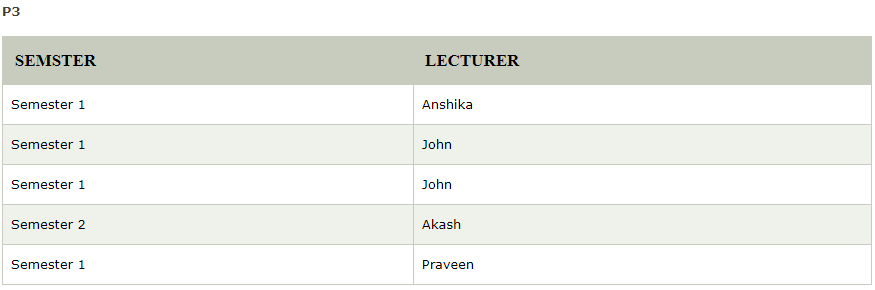 P3
SEMSTER LECTURER
Semester 1 Anshika
Semester 1 John
Semester 1 John
Semester 2 Akash
Semester 1 Praveen